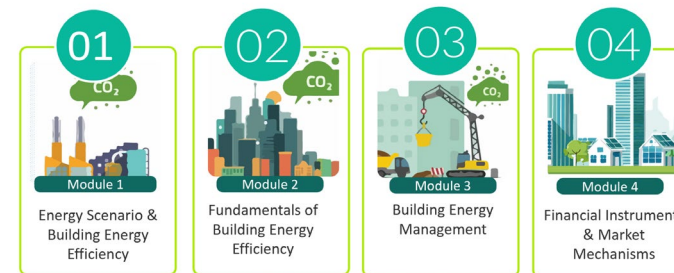 01
CO2
Module 1
Energy Scenario &
Building Energy
Efficiency
02
CO2
Module 2
Fundamentals of
Building Energy
Efficiency
03
CO2
Module 3
Building Energy
Management
04
Module 4
Financial Instrument
& Market
Mechanisms